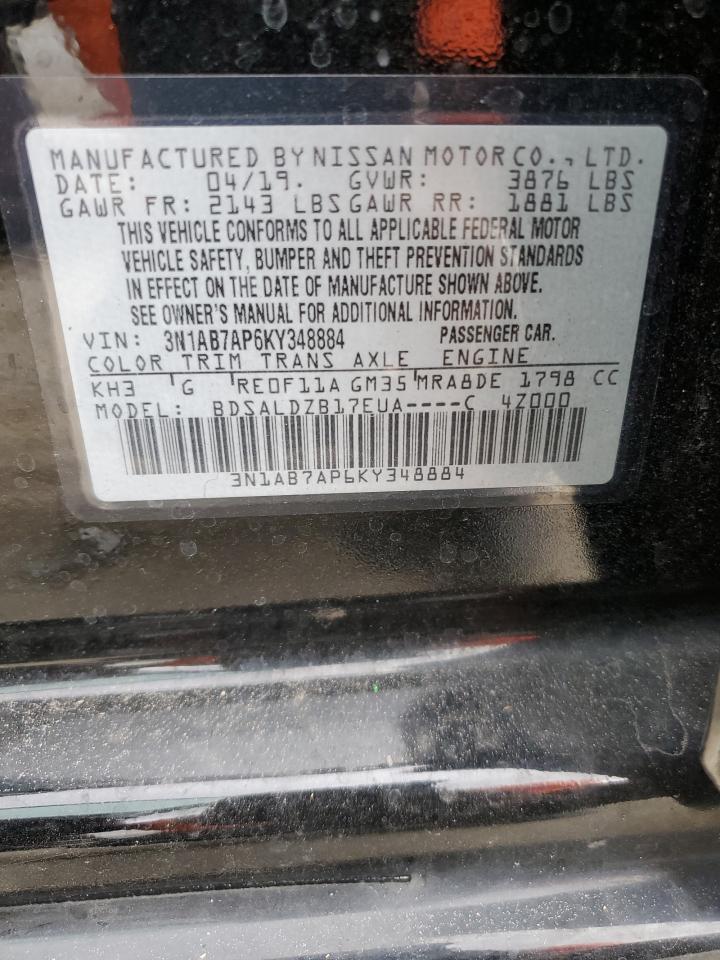 MANUFACTURED BY NISSAN MOTOR CO., LTD.
DATE: 04/19. GVWR: 3876 LBS
GAWR FR: 2143 LBS GAWR RR: 1881 LBS
THIS VEHICLE CONFORMS TO ALL APPLICABLE FEDERAL MOTOR
VEHICLE SAFETY, BUMPER AND THEFT PREVENTION STANDARDS
IN EFFECT ON THE DATE OF MANUFACTURE SHOWN ABOVE.
SEE OWNER'S MANUAL FOR ADDITIONAL INFORMATION.
VIN: 3N1AB7AP6KY348884 PASSENGER CAR.
COLOR TRIM TRANS AXLE ENGINE
KH3 G RE0F11A GM35 MRA8DE 1798 CC
MODEL: BDSALDZB17EUA----C 4Z000
3N1AB7AP6KY348884